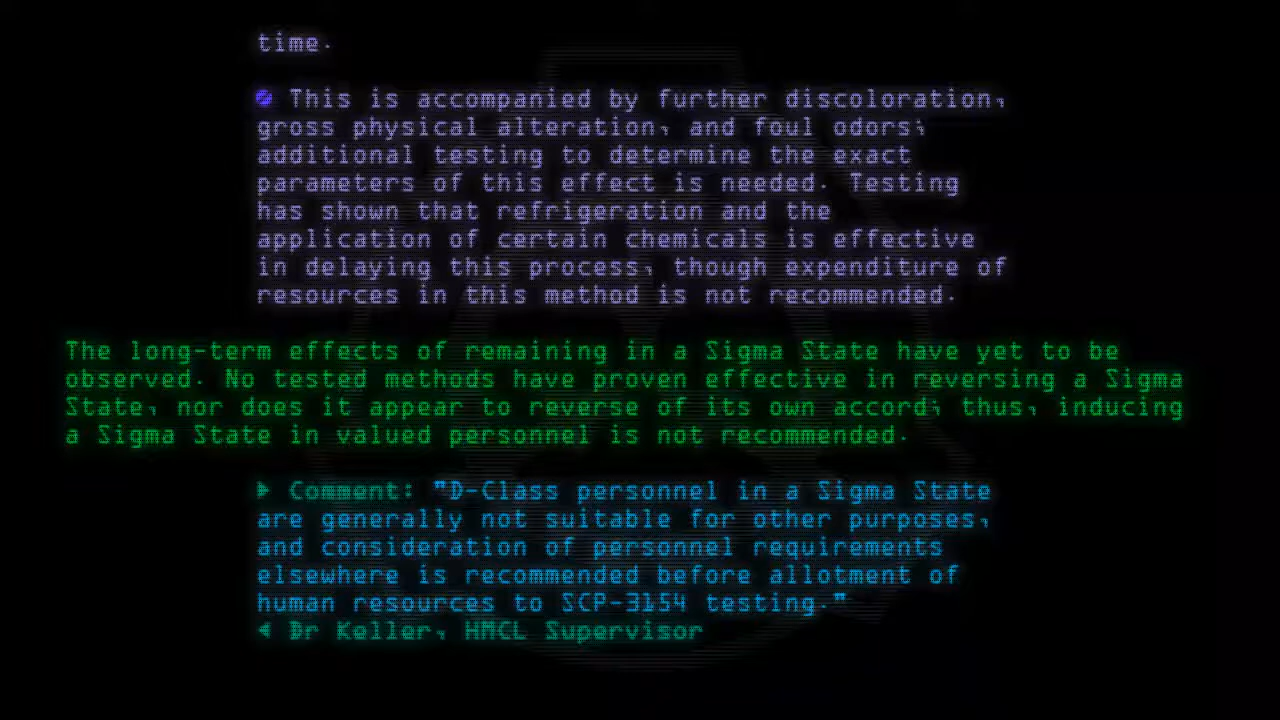 time.
This is accompanied by further discoloration,
gross physical alteration, and foul odors;
additional testing to determine the exact
parameters of this effect is needed. Testing
has shown that refrigeration and the
application of certain chemicals is effective
in delaying this process, though expenditure of
resources in this method is not recommended.
The long-term effects of remaining in a Sigma State have yet to be
observed. No tested methods have proven effective in reversing a Sigma
State, nor does it appear to reverse of its own accord; thus, inducing
a Sigma State in valued personnel is not recommended.
Comment: "D-Class personnel in a Sigma State
are generally not suitable for other purposes,
and consideration of personnel requirements
elsewhere is recommended before allotment of
human resources to SCP-3154 testing."
Dr Keller, HMCL Supervisor